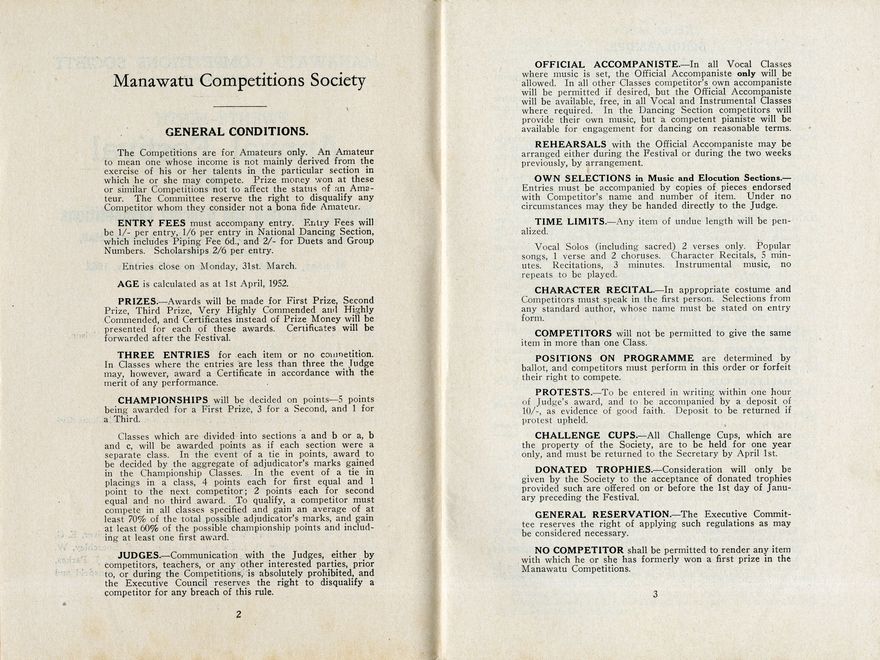 Manawatu Competitions Society
GENERAL CONDITIONS.
The Competitions are for Amateurs only. An Amateur
to mean one whose income is not mainly derived from the
exercise of his or her talents in the particular section in
which he or she may compete. Prize money won at these
or similar Competitions not to affect the status of an Ama-
teur. The Committee reserve the right to disqualify any
Competitor whom they consider not a bona fide Amateur.
ENTRY FEES must accompany entry. Entry Fees will
be 1/- per entry, 1/6 per entry in National Dancing Section,
which includes Piping Fee 6d., and 2/- for Duets and Group
Numbers. Scholarships 2/6 per entry.
Entries close on Monday, 31st. March.
AGE is calculated as at 1st April, 1952.
PRIZES.—Awards will be made for First Prize, Second
Prize, Third Prize, Very Highly Commended and Highly
Commended, and Certificates instead of Prize Money will be
presented for each of these awards. Certificates will be
forwarded after the Festival.
THREE ENTRIES for each item or no competition.
In Classes where the entries are less than three the Judge
may, however, award a Certificate in accordance with the
merit of any performance.
CHAMPIONSHIPS will be decided on points—5 points
being awarded for a First Prize, 3 for a Second, and 1 for
a Third.
Classes which are divided into sections a and b or a, b
and c, will be awarded points as if each section were a
separate class. In the event of a tie in points, award to
be decided by the aggregate of adjudicator's marks gained
in the Championship Classes. In the event of a tie in
placings in a class, 4 points each for first equal and 1
point to the next competitor; 2 points each for second
equal and no third award. To qualify, a competitor must
compete in all classes specified and gain an average of at
least 70% of the total possible adjudicator's marks, and gain
at least 60% of the possible championship points and includ-
ing at least one first award.
JUDGES.—Communication with the Judges, either by
competitors, teachers, or any other interested parties, prior
to, or during the Competitions, is absolutely prohibited, and
the Executive Council reserves the right to disqualify a
competitor for any breach of this rule.
2
OFFICIAL ACCOMPANISTE.—In all Vocal Classes
where music is set, the Official Accompaniste only will be
allowed. In all other Classes competitor's own accompaniste
will be permitted if desired, but the Official Accompaniste
will be available, free, in all Vocal and Instrumental Classes
where required. In the Dancing Section competitors will
provide their own music, but a competent pianiste will be
available for engagement for dancing on reasonable terms.
REHEARSALS with the Official Accompaniste may be
arranged either during the Festival or during the two weeks
previously, by arrangement.
OWN SELECTIONS in Music and Elocution Sections.—
Entries must be accompanied by copies of pieces endorsed
with Competitor's name and number of item. Under no
circumstances may they be handed directly to the Judge.
TIME LIMITS.—Any item of undue length will be pen-
alized.
Vocal Solos (including sacred) 2 verses only. Popular
songs, 1 verse and 2 choruses. Character Recitals, 5 min-
utes. Recitations, 3 minutes. Instrumental music, no
repeats to be played.
CHARACTER RECITAL.—In appropriate costume and
Competitors must speak in the first person. Selections from
any standard author, whose name must be stated on entry
form.
COMPETITORS will not be permitted to give the same
item in more than one Class.
POSITIONS ON PROGRAMME are determined by
ballot, and competitors must perform in this order or forfeit
their right to compete.
PROTESTS.—To be entered in writing within one hour
of Judge's award, and to be accompanied by a deposit of
10/-, as evidence of good faith. Deposit to be returned if
protest upheld.
CHALLENGE CUPS.—All Challenge Cups, which are
the property of the Society, are to be held for one year
only, and must be returned to the Secretary by April 1st.
DONATED TROPHIES.—Consideration will only be
given by the Society to the acceptance of donated trophies
provided such are offered on or before the 1st day of Janu-
ary preceding the Festival.
GENERAL RESERVATION.—The Executive Commit-
tee reserves the right of applying such regulations as may
be considered necessary.
NO COMPETITOR shall be permitted to render any item
with which he or she has formerly won a first prize in the
Manawatu Competitions.
3